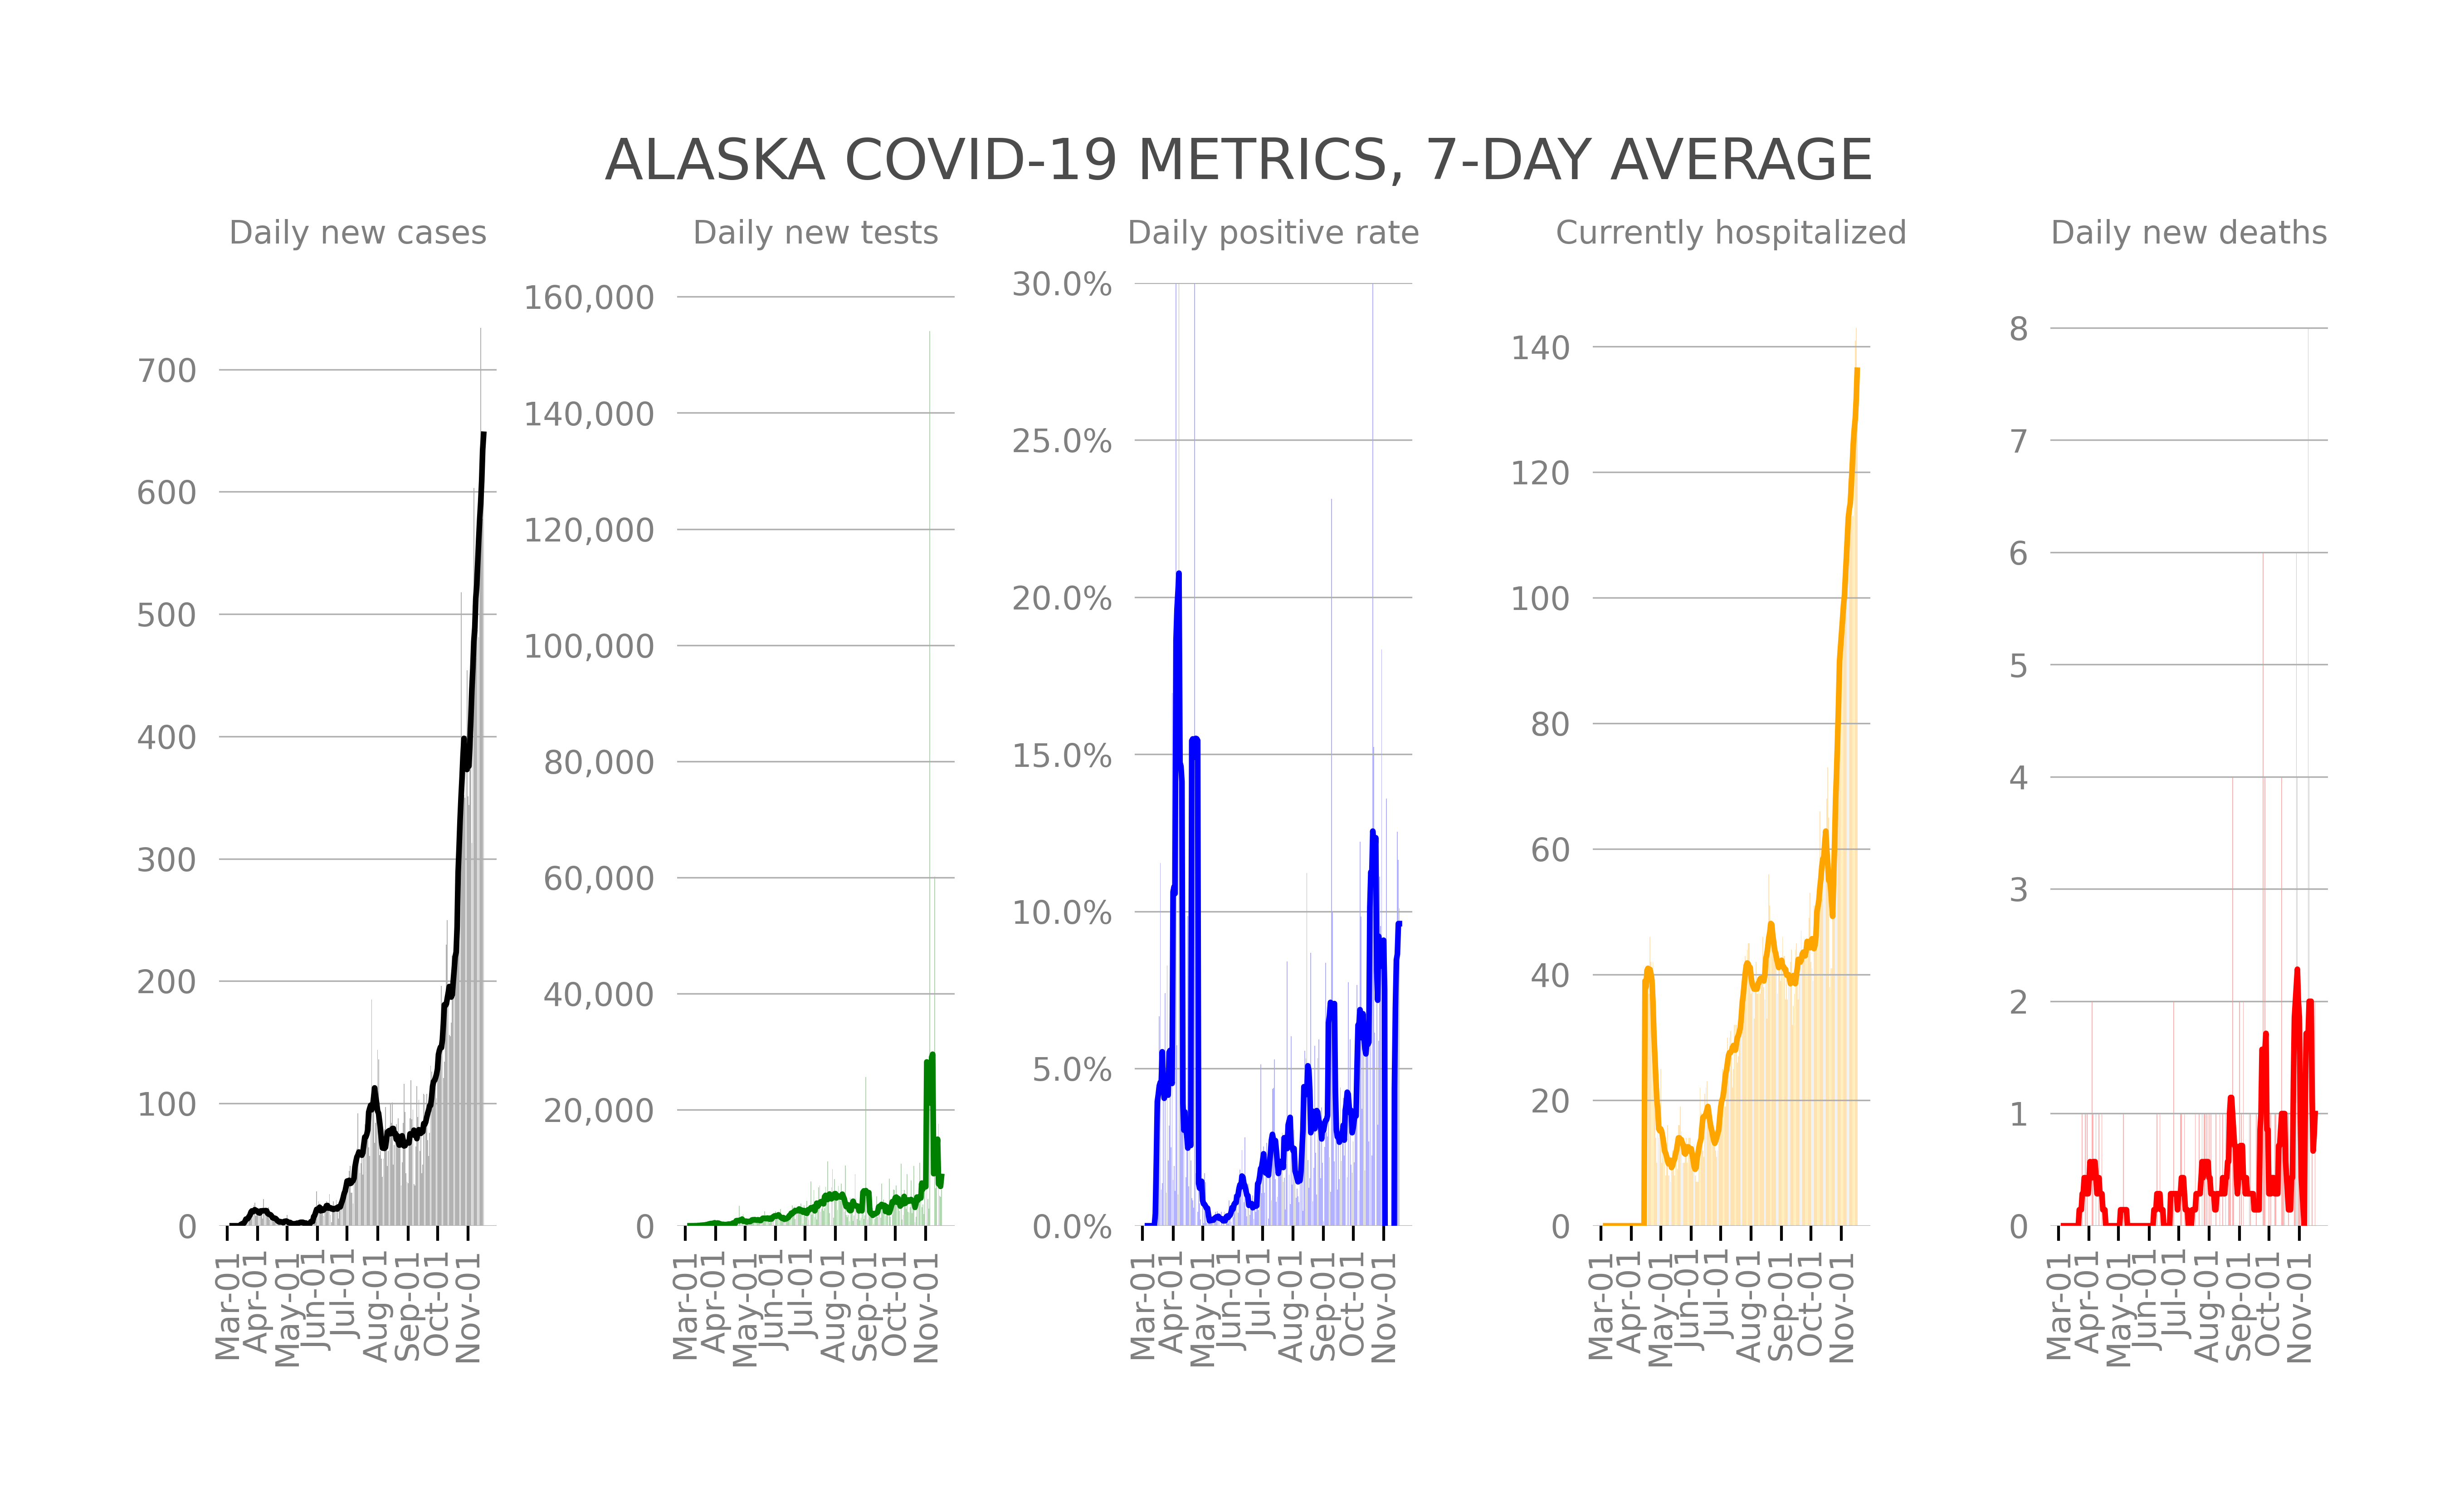 ALASKA COVID-19 METRICS, 7-DAY AVERAGE
Daily new cases
700
600
500
400
300
200
100
0
Mar-01
Apr-01
May-01
Jun-01
Jul-01
Aug-01
Sep-01
Oct-01
Nov-01
Daily new tests
160,000
140,000
120,000
100,000
80,000
60,000
40,000
20,000
0
Mar-01
Apr-01
May-01
Jun-01
Jul-01
Aug-01
Sep-01
Oct-01
Nov-01
Daily positive rate
30.0%
25.0%
20.0%
15.0%
10.0%
5.0%
0.0%
Mar-01
Apr-01
May-01
Jun-01
Jul-01
Aug-01
Sep-01
Oct-01
Nov-01
Currently hospitalized
140
120
100
80
60
40
20
0
Mar-01
Apr-01
May-01
Jun-01
Jul-01
Aug-01
Sep-01
Oct-01
Nov-01
Daily new deaths
8
7
6
5
4
3
2
1
0
Mar-01
Apr-01
May-01
Jun-01
Jul-01
Aug-01
Sep-01
Oct-01
Nov-01